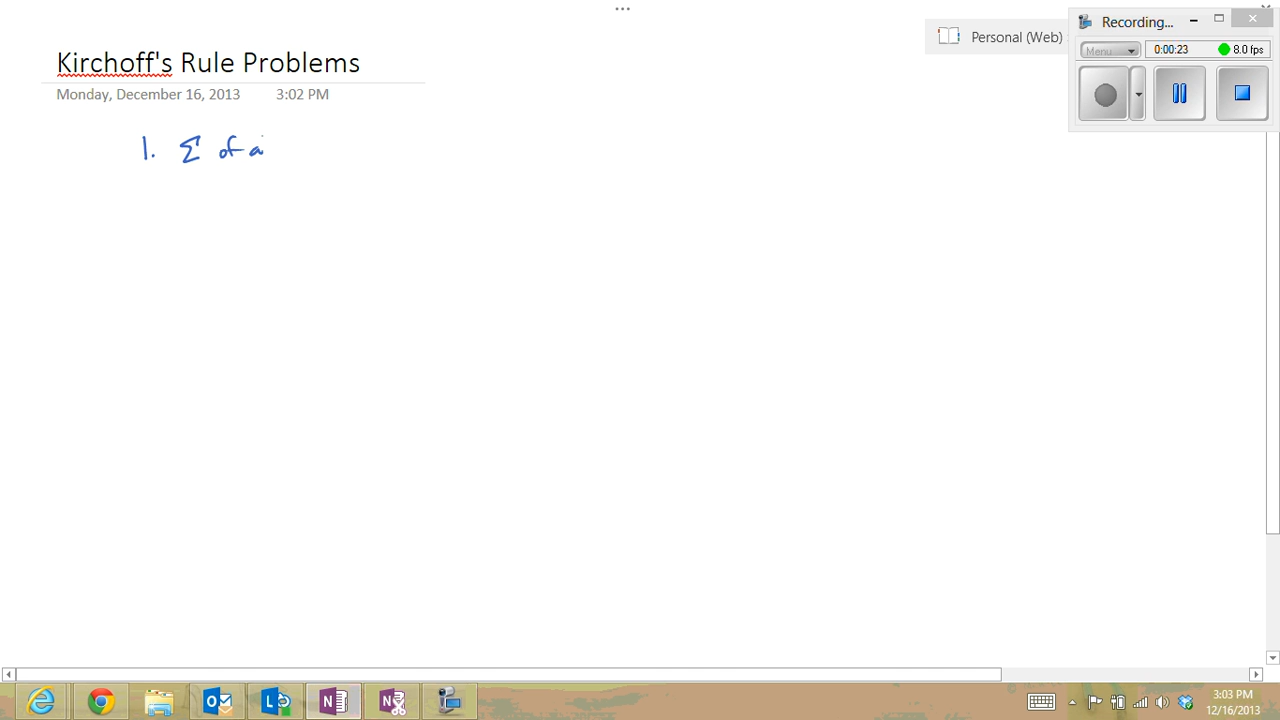 ...
Personal (Web)
Recording...
Menu
0:00:23
8.0 fps
Kirchoff's Rule Problems
Monday, December 16, 2013 3:02 PM
1. Σ of a
3:03 PM
12/16/2013